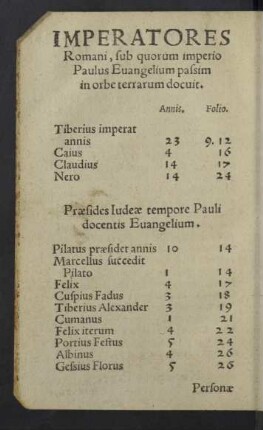 IMPERATORES
Romani, sub quorum imperio
Paulus Euangelium passim
in orbe terrarum docuit.
Annis. Folio.
Tiberius imperat
annis 23 9. 12
Caius 4 16
Claudius 14 17
Nero 14 24
Præsides Iudeæ tempore Pauli
docentis Euangelium.
Pilatus præsidet annis 10 14
Marcellus succedit
Pilato 1 14
Felix 4 17
Cuspius Fadus 3 18
Tiberius Alexander 3 19
Cumanus 1 21
Felix iterum 4 22
Portius Festus 5 24
Albinus 4 26
Gessius Florus 5 26
Personæ